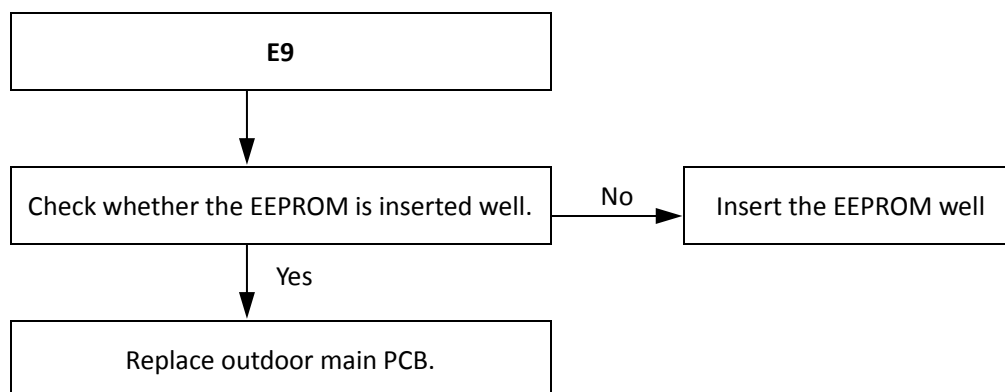 E9
Check whether the EEPROM is inserted well.
No
Insert the EEPROM well
Yes
Replace outdoor main PCB.